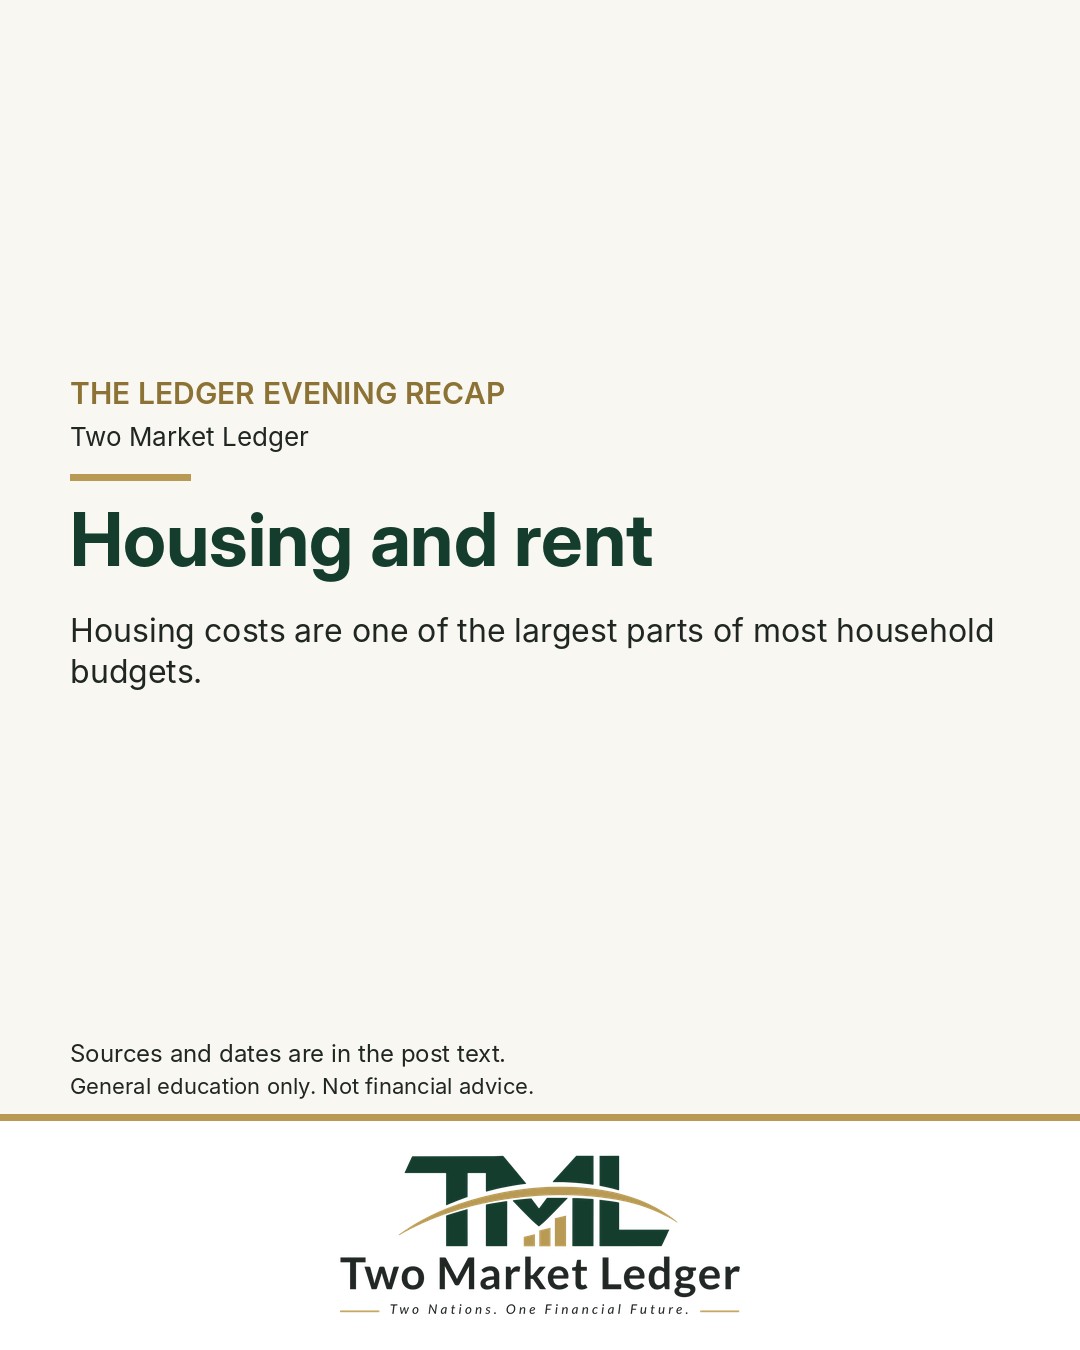 THE LEDGER EVENING RECAP
Two Market Ledger
Housing and rent
Housing costs are one of the largest parts of most household
budgets.
Sources and dates are in the post text.
General education only. Not financial advice.
TML
Two Market Ledger
Two Nations. One Financial Future.